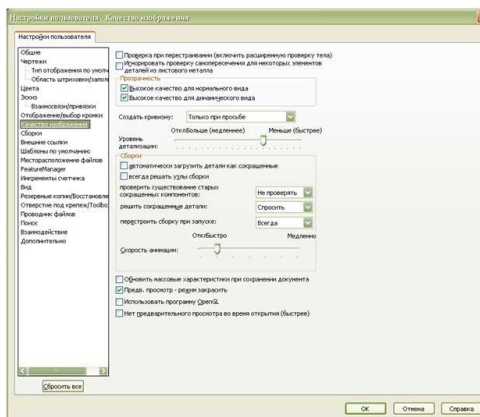 Настройки пользователя - Качество изображения
Настройки пользователя
Общие
Чертежи
Тип отображения по умолч
Область штриховки/запол
Цвета
Эскиз
Взаимосвязи/привязки
Отображение/выбор кромки
Качество изображения
Сборки
Внешние ссылки
Шаблоны по умолчанию
Месторасположение файлов
FeatureManager
Инкременты счетчика
Вид
Резервные копии/Восстановле
Отверстие под крепеж/Toolbo
Проводник файлов
Поиск
Взаимодействие
Дополнительно
Сбросить все
Проверка при перестраивании (включить расширенную проверку тела)
Игнорировать проверку самопересечения для некоторых элементов
деталей из листового металла
Прозрачность
Высокое качество для нормального вида
Высокое качество для динамического вида
Создать кривизну: Только при просьбе
Откл Больше (медленнее) Меньше (быстрее)
Уровень
детализации:
Сборки
автоматически загрузить детали как сокращенные
всегда решать узлы сборки
проверить существование старых
сокращенных компонентов: Не проверять
решить сокращенные детали: Спросить
перестроить сборку при запуске: Всегда
Откл Быстро Медленно
Скорость анимации:
Обновить массовые характеристики при сохранении документа
Предв. просмотр - режим закрасить
Использовать программу OpenGL
Нет предварительного просмотра во время открытия (быстрее)
OK Отмена Справка